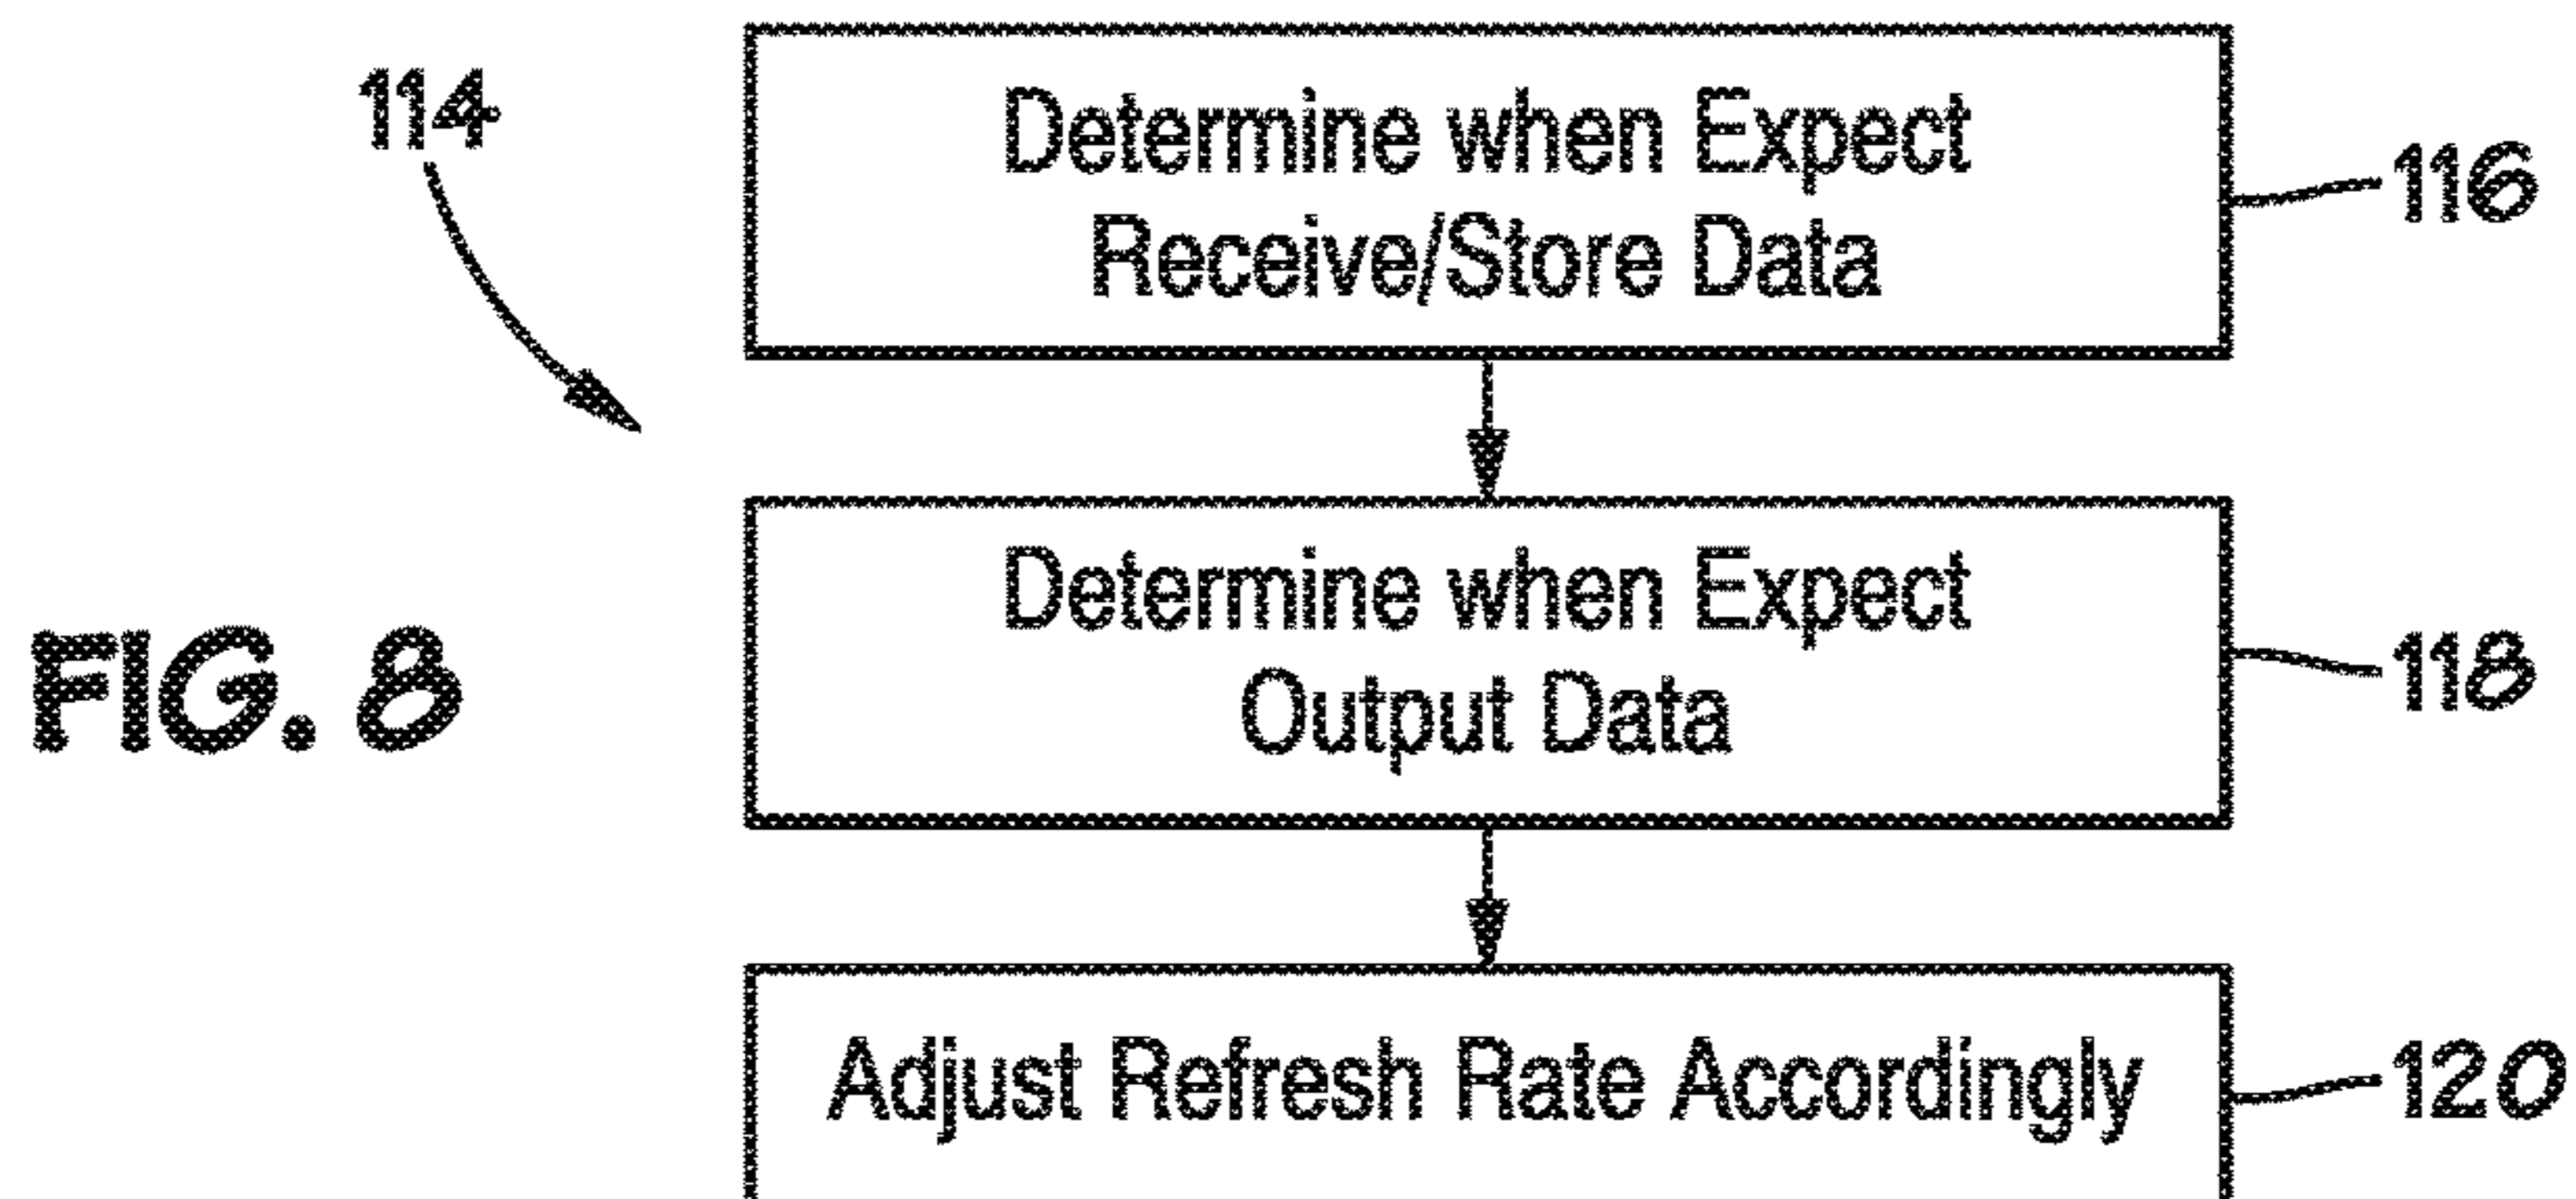 114
Determine when Expect
Receive/Store Data
116
FIG. 8
Determine when Expect
Output Data
118
Adjust Refresh Rate Accordingly
120